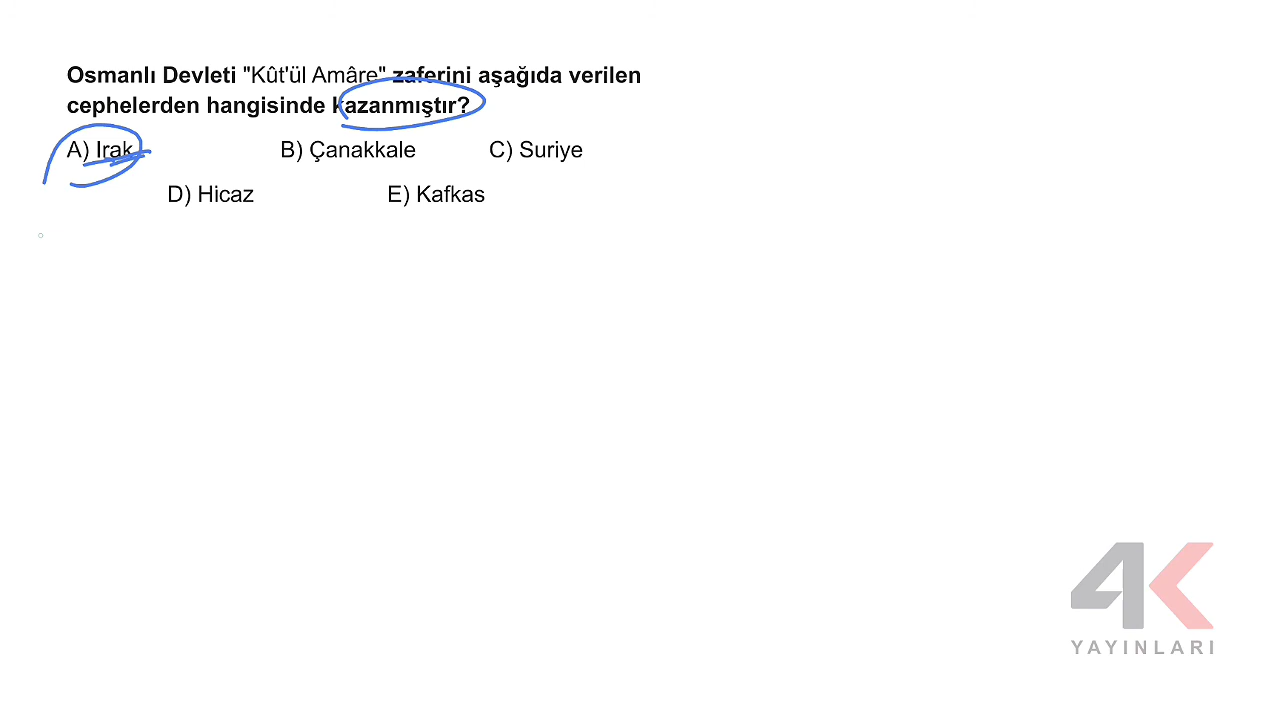 Osmanlı Devleti "Kût'ül Amâre" zaferini aşağıda verilen
cephelerden hangisinde kazanmıştır?
A) Irak B) Çanakkale C) Suriye
D) Hicaz E) Kafkas
4K
YAYINLARI